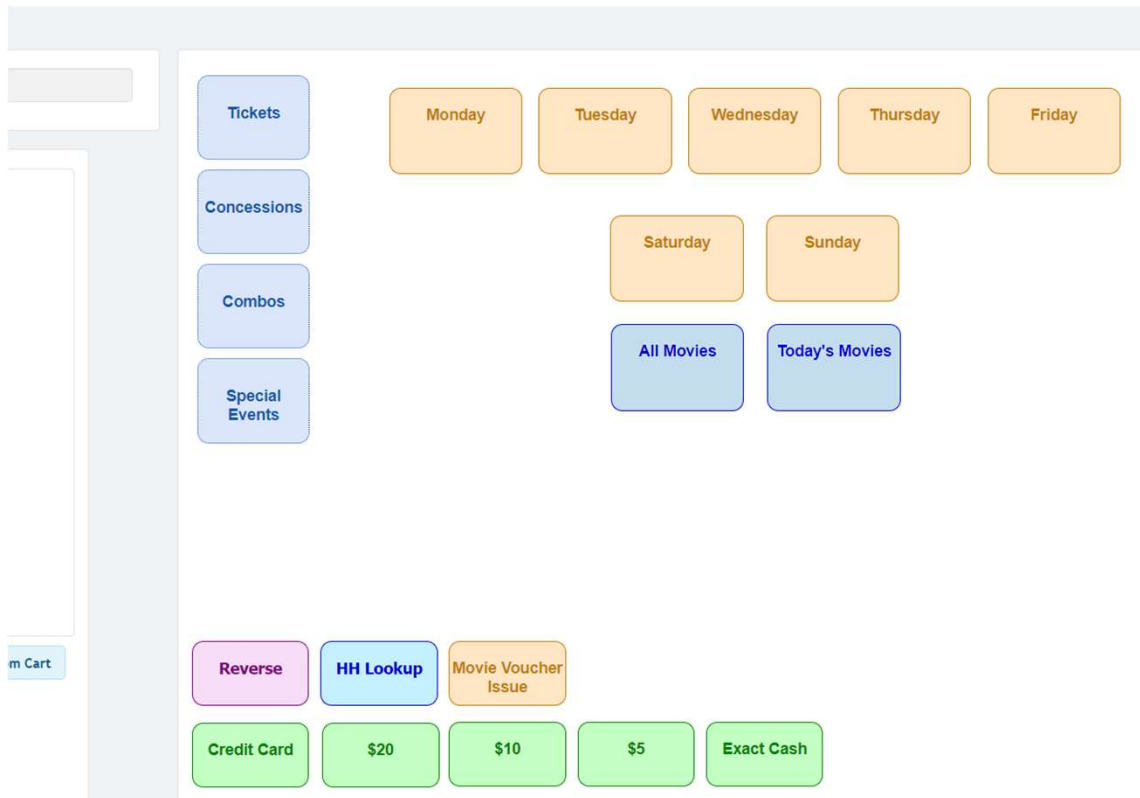 Tickets
Monday
Tuesday
Wednesday
Thursday
Friday
Concessions
Saturday
Sunday
Combos
All Movies
Today's Movies
Special
Events
m Cart
Reverse
HH Lookup
Movie Voucher
Issue
Credit Card
$20
$10
$5
Exact Cash